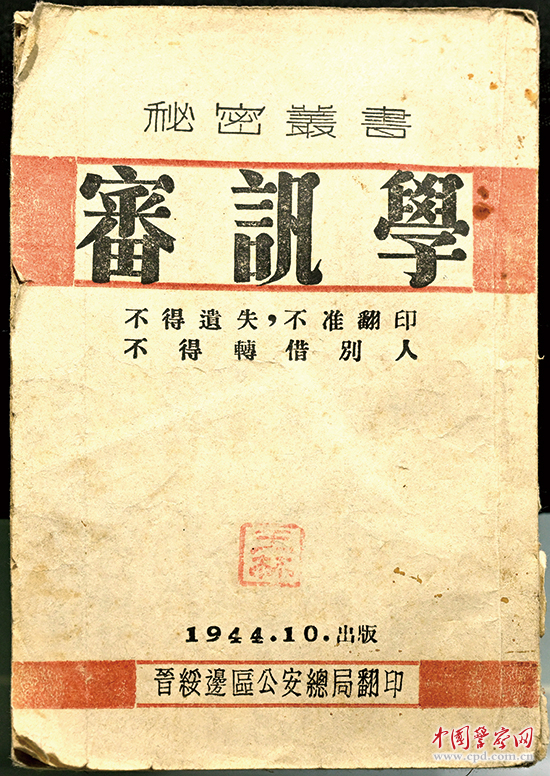 秘密叢書
審訊學
不得遺失，不准翻印
不得轉借別人
王林
1944.10.出版
晉綏邊區公安總局翻印
中国警察网
www.cpd.com.cn